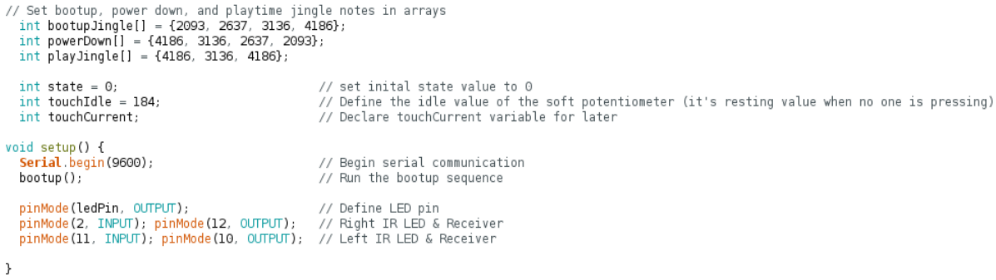 // Set bootup, power down, and playtime jingle notes in arrays
int bootupJingle[] = {2093, 2637, 3136, 4186};
int powerDown[] = {4186, 3136, 2637, 2093};
int playJingle[] = {4186, 3136, 4186};
int state = 0; // set inital state value to 0
int touchIdle = 184; // Define the idle value of the soft potentiometer (it's resting value when no one is pressing)
int touchCurrent; // Declare touchCurrent variable for later
void setup() {
Serial.begin(9600); // Begin serial communication
bootup(); // Run the bootup sequence
pinMode(ledPin, OUTPUT); // Define LED pin
pinMode(2, INPUT); pinMode(12, OUTPUT); // Right IR LED & Receiver
pinMode(11, INPUT); pinMode(10, OUTPUT); // Left IR LED & Receiver
}